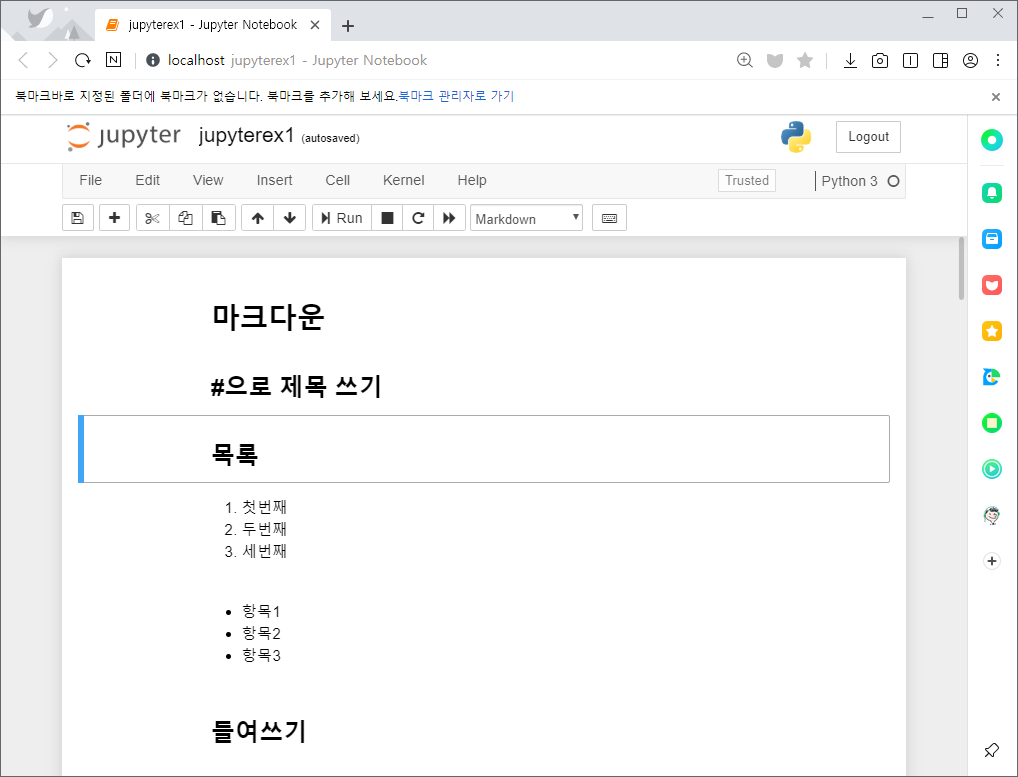 jupyterex1 - Jupyter Notebook
N localhost jupyterex1 - Jupyter Notebook
북마크바로 지정된 폴더에 북마크가 없습니다. 북마크를 추가해 보세요.북마크 관리자로 가기
jupyter jupyterex1 (autosaved) Logout
File Edit View Insert Cell Kernel Help Trusted Python 3
Run Markdown
마크다운
#으로 제목 쓰기
목록
1. 첫번째
2. 두번째
3. 세번째
• 항목1
• 항목2
• 항목3
들여쓰기